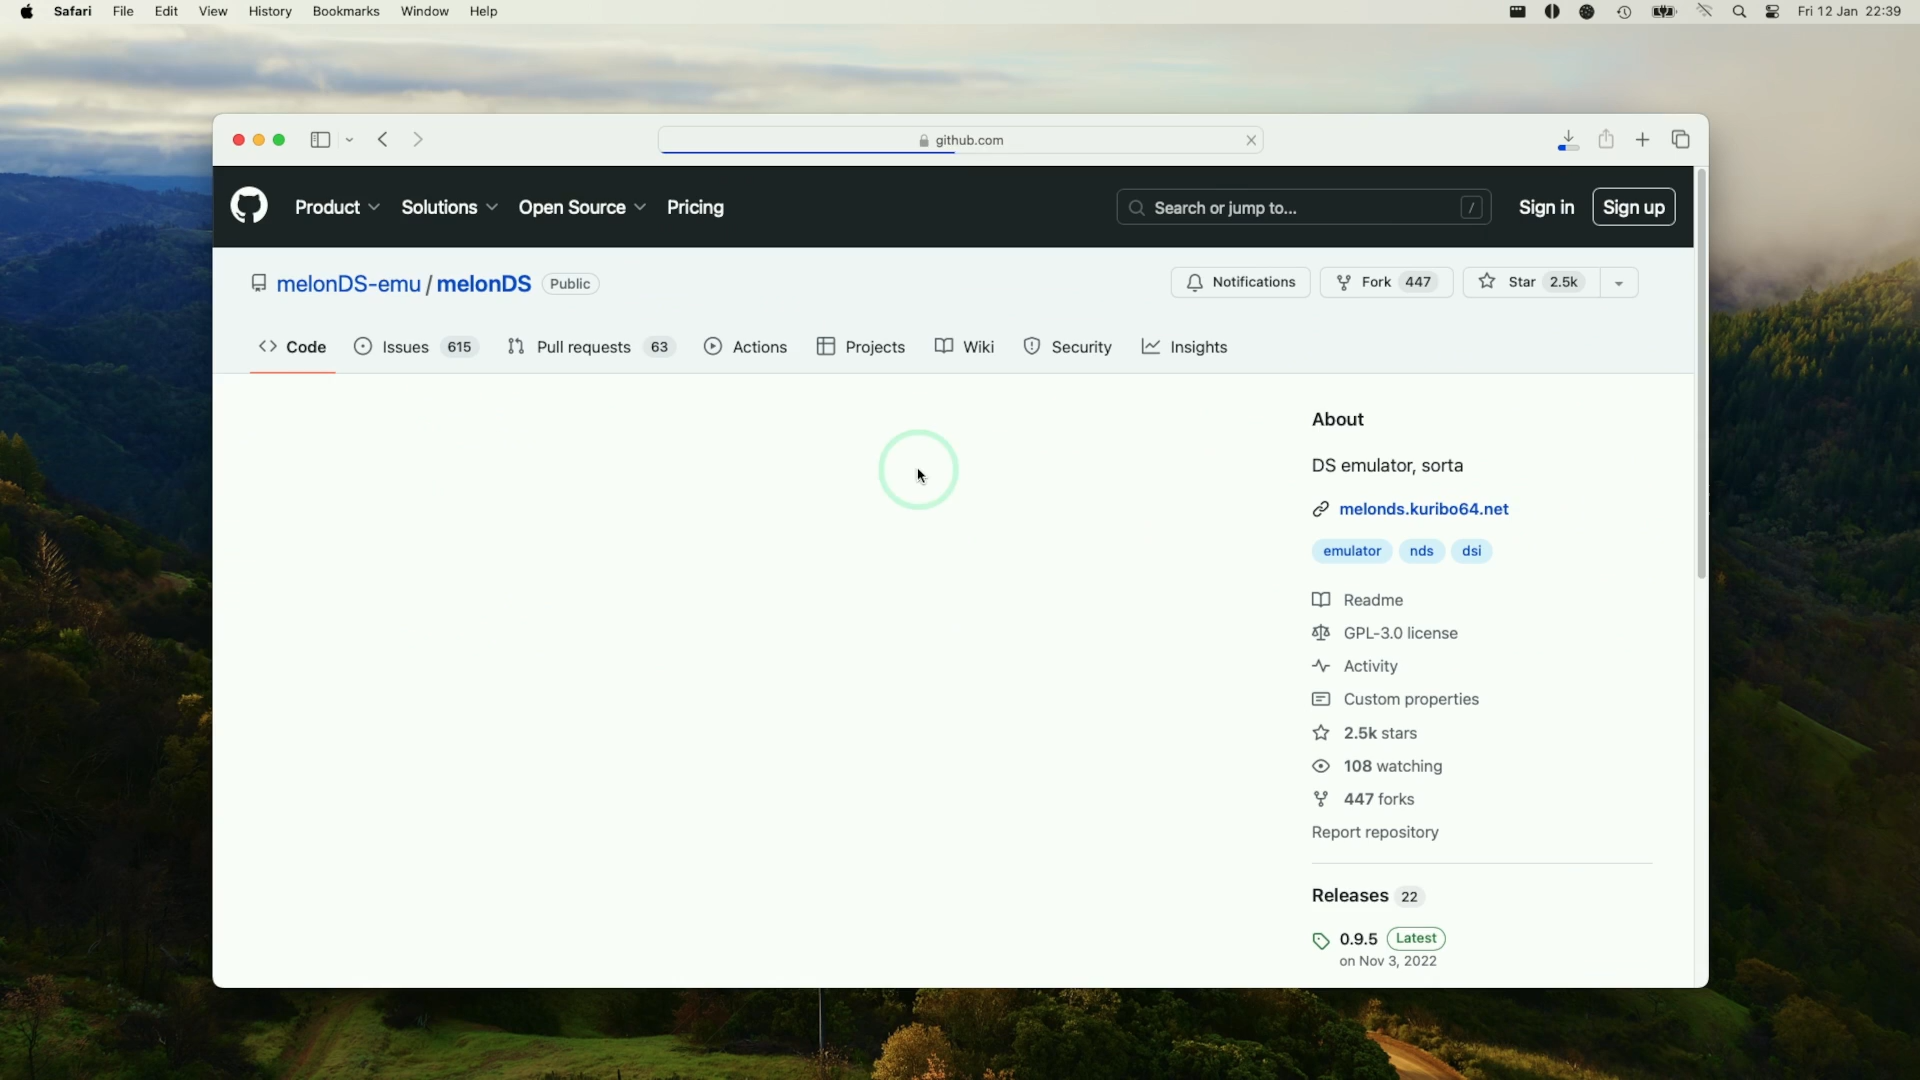 Safari File Edit View History Bookmarks Window Help Fri 12 Jan 22:39
github.com
Product Solutions Open Source Pricing Search or jump to... / Sign in Sign up
melonDS-emu / melonDS Public Notifications Fork 447 Star 2.5k
Code Issues 615 Pull requests 63 Actions Projects Wiki Security Insights
About
DS emulator, sorta
melonds.kuribo64.net
emulator nds dsi
Readme
GPL-3.0 license
Activity
Custom properties
2.5k stars
108 watching
447 forks
Report repository
Releases 22
0.9.5 Latest
on Nov 3, 2022